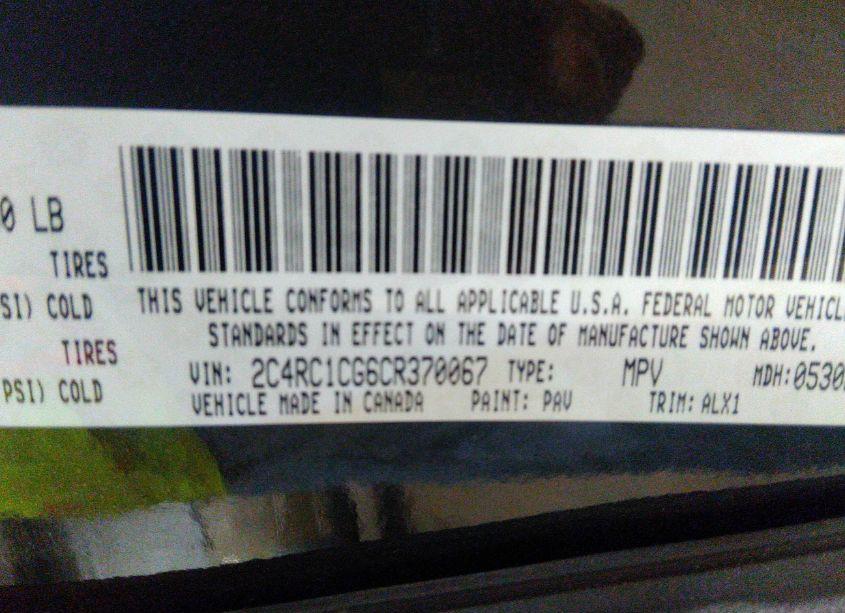 0 LB
TIRES
SI) COLD
TIRES
PSI) COLD
THIS VEHICLE CONFORMS TO ALL APPLICABLE U.S.A. FEDERAL MOTOR VEHICL
STANDARDS IN EFFECT ON THE DATE OF MANUFACTURE SHOWN ABOVE.
VIN: 2C4RC1CG6CR370067 TYPE: MPV MDH: 0530
VEHICLE MADE IN CANADA PAINT: PAV TRIM: ALX1